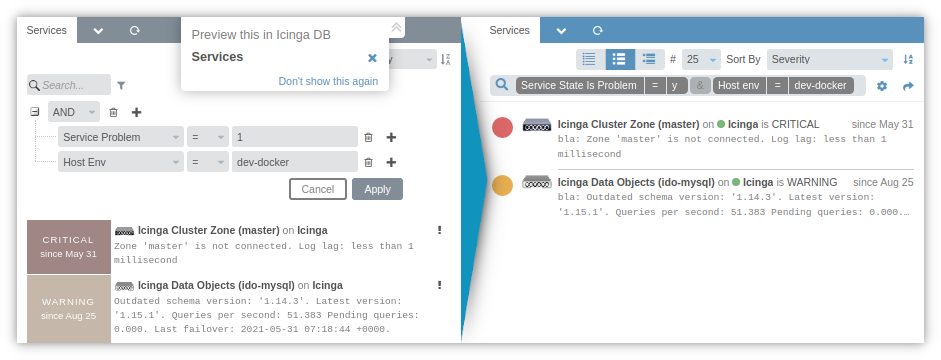 Services
Preview this in Icinga DB
Services
Don't show this again
Search...
AND
Service Problem
=
1
Host Env
=
dev-docker
Cancel
Apply
CRITICAL
since May 31
Icinga Cluster Zone (master) on Icinga
Zone 'master' is not connected. Log lag: less than 1
millisecond
WARNING
since Aug 25
Icinga Data Objects (ido-mysql) on Icinga
Outdated schema version: '1.14.3'. Latest version:
'1.15.1'. Queries per second: 51.383 Pending queries:
0.000. Last failover: 2021-05-31 07:18:44 +0000.
Services
# 25 Sort By Severity
Service State Is Problem = y & Host env = dev-docker
Icinga Cluster Zone (master) on Icinga is CRITICAL since May 31
bla: Zone 'master' is not connected. Log lag: less than 1
millisecond
Icinga Data Objects (ido-mysql) on Icinga is WARNING since Aug 25
bla: Outdated schema version: '1.14.3'. Latest version:
'1.15.1'. Queries per second: 51.383 Pending queries: 0.000.…